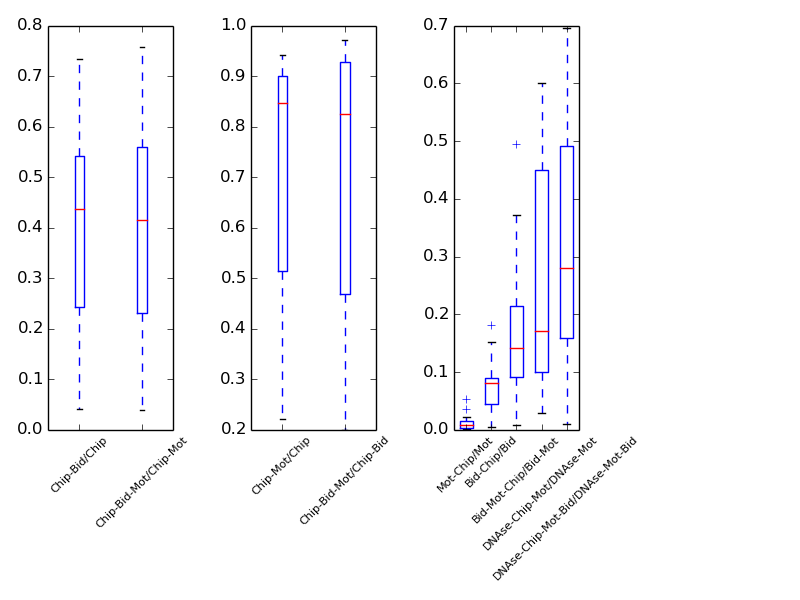 0.8
0.7
0.6
0.5
0.4
0.3
0.2
0.1
0.0
Chip-Bid/Chip
Chip-Bid-Mot/Chip-Mot
1.0
0.9
0.8
0.7
0.6
0.5
0.4
0.3
0.2
Chip-Mot/Chip
Chip-Bid-Mot/Chip-Bid
0.7
0.6
0.5
0.4
0.3
0.2
0.1
0.0
Mot-Chip/Mot
Bid-Chip/Bid
Bid-Mot-Chip/Bid-Mot
DNAse-Chip-Mot/DNAse-Mot
DNAse-Chip-Mot-Bid/DNAse-Mot-Bid